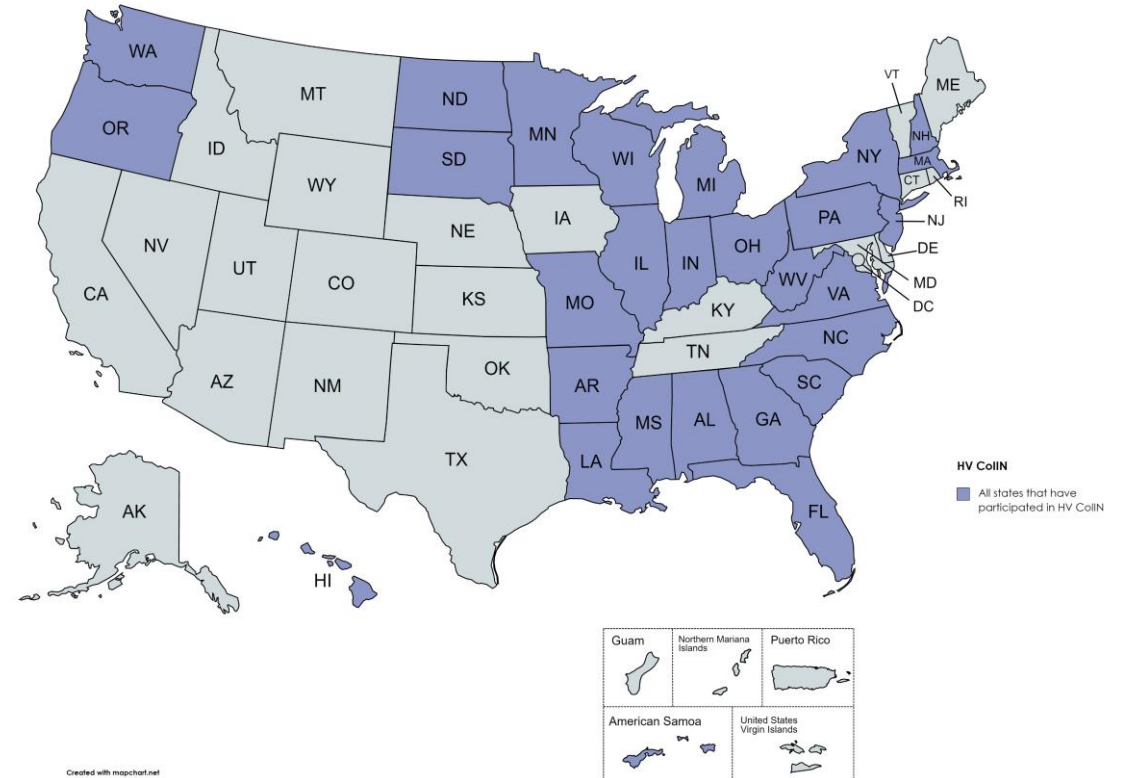 WA
MT
ND
MN
VT
ME
OR
ID
SD
WI
MI
NY
NH
MA
CT
RI
WY
IA
PA
NJ
NE
OH
DE
NV
UT
CO
IL
IN
WV
MD
VA
DC
CA
KS
MO
KY
NC
TN
AZ
NM
OK
AR
SC
MS
AL
GA
TX
LA
FL
AK
HI
HV CoIIN
All states that have
participated in HV CoIIN
Guam
Northern Mariana
Islands
Puerto Rico
American Samoa
United States
Virgin Islands
Created with mapchart.net